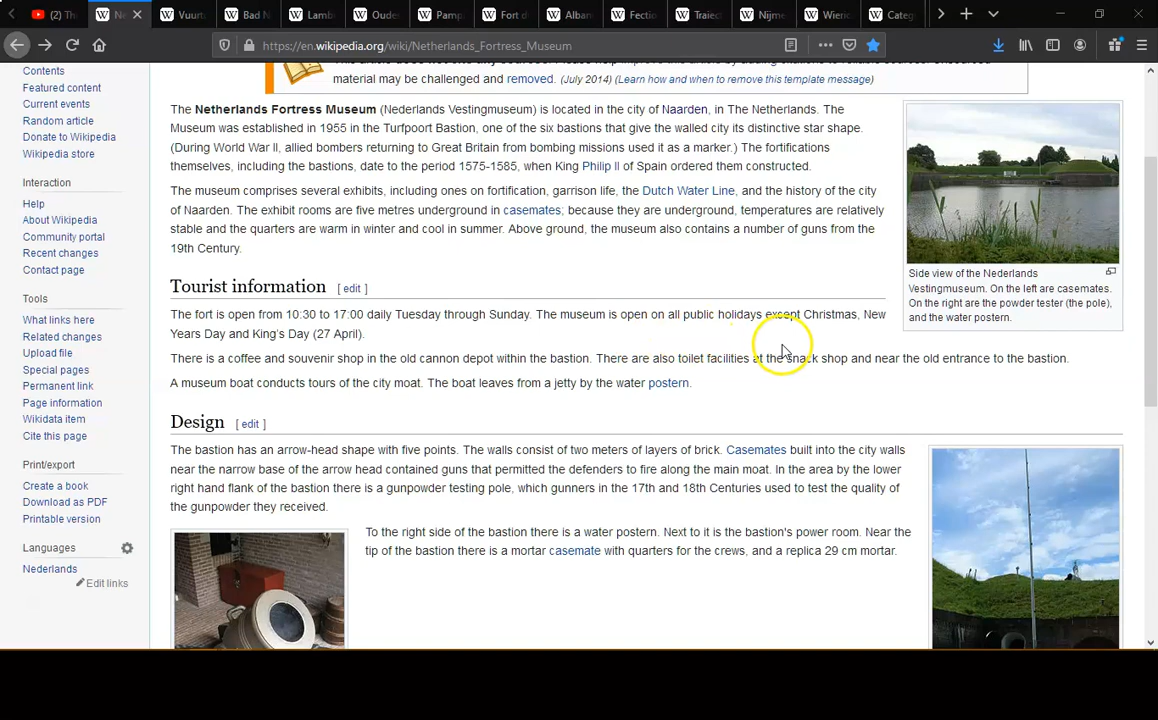 (2) Th
Ne
Vuurt
Bad N
Lamb
Oude
Pamp
Fort d
Alban
Fectio
Traied
Nijme
Wieric
Categ
https://en.wikipedia.org/wiki/Netherlands_Fortress_Museum
material may be challenged and removed. (July 2014) (Learn how and when to remove this template message)
Contents
Featured content
Current events
Random article
Donate to Wikipedia
Wikipedia store
Interaction
Help
About Wikipedia
Community portal
Recent changes
Contact page
Tools
What links here
Related changes
Upload file
Special pages
Permanent link
Page information
Wikidata item
Cite this page
Print/export
Create a book
Download as PDF
Printable version
Languages
Nederlands
Edit links
The Netherlands Fortress Museum (Nederlands Vestingmuseum) is located in the city of Naarden, in The Netherlands. The
Museum was established in 1955 in the Turfpoort Bastion, one of the six bastions that give the walled city its distinctive star shape.
(During World War II, allied bombers returning to Great Britain from bombing missions used it as a marker.) The fortifications
themselves, including the bastions, date to the period 1575-1585, when King Philip II of Spain ordered them constructed.
The museum comprises several exhibits, including ones on fortification, garrison life, the Dutch Water Line, and the history of the city
of Naarden. The exhibit rooms are five metres underground in casemates; because they are underground, temperatures are relatively
stable and the quarters are warm in winter and cool in summer. Above ground, the museum also contains a number of guns from the
19th Century.
Side view of the Nederlands
Vestingmuseum. On the left are casemates.
On the right are the powder tester (the pole),
and the water postern.
Tourist information [ edit ]
The fort is open from 10:30 to 17:00 daily Tuesday through Sunday. The museum is open on all public holidays except Christmas, New
Years Day and King's Day (27 April).
There is a coffee and souvenir shop in the old cannon depot within the bastion. There are also toilet facilities at the snack shop and near the old entrance to the bastion.
A museum boat conducts tours of the city moat. The boat leaves from a jetty by the water postern.
Design [ edit ]
The bastion has an arrow-head shape with five points. The walls consist of two meters of layers of brick. Casemates built into the city walls
near the narrow base of the arrow head contained guns that permitted the defenders to fire along the main moat. In the area by the lower
right hand flank of the bastion there is a gunpowder testing pole, which gunners in the 17th and 18th Centuries used to test the quality of
the gunpowder they received.
To the right side of the bastion there is a water postern. Next to it is the bastion's power room. Near the
tip of the bastion there is a mortar casemate with quarters for the crews, and a replica 29 cm mortar.